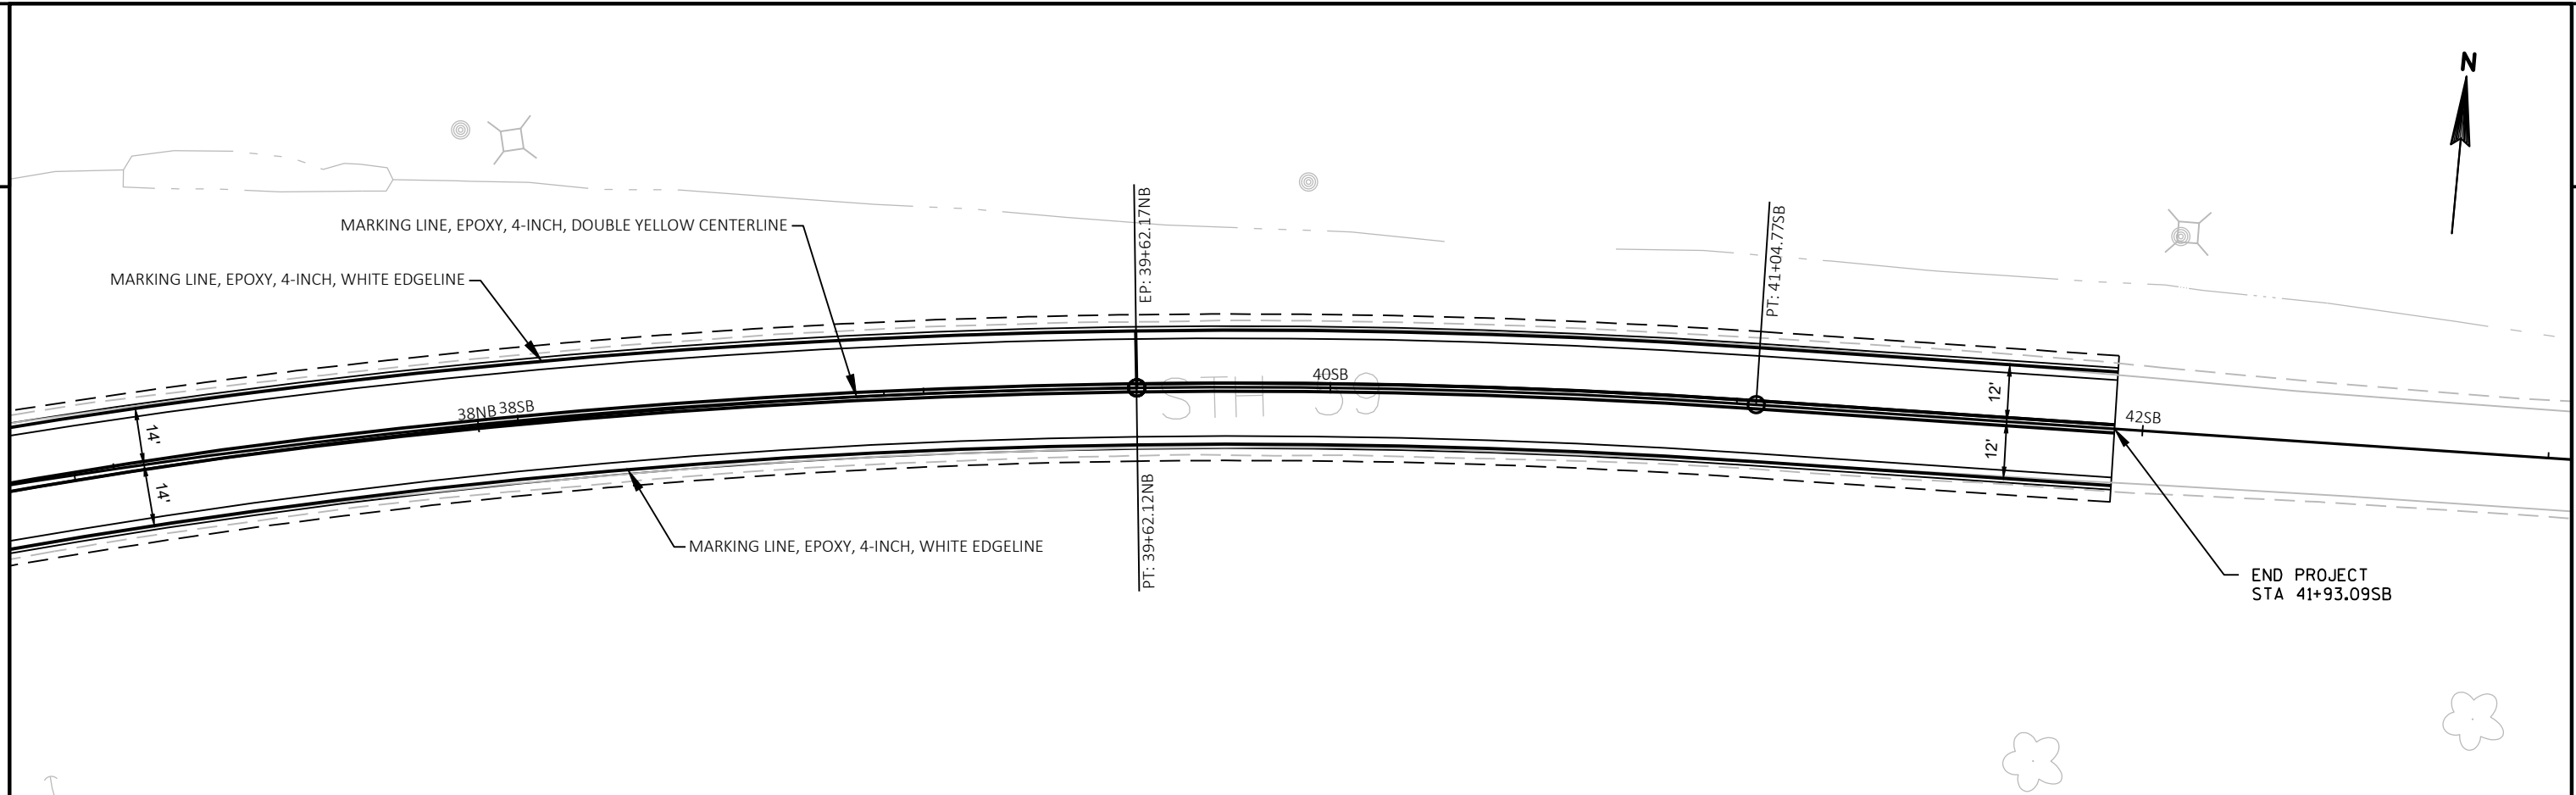 N
MARKING LINE, EPOXY, 4-INCH, DOUBLE YELLOW CENTERLINE
MARKING LINE, EPOXY, 4-INCH, WHITE EDGELINE
EP: 39+62.17NB
PT: 41+04.77SB
38NB
38SB
STH 59
40SB
42SB
14'
14'
12'
12'
PT: 39+62.12NB
MARKING LINE, EPOXY, 4-INCH, WHITE EDGELINE
END PROJECT
STA 41+93.09SB